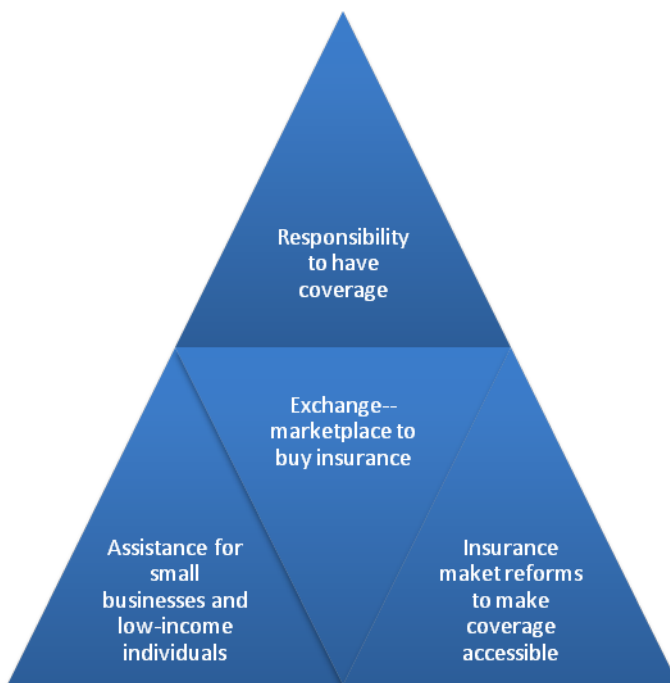 Responsibility
to have
coverage
Exchange--
marketplace to
buy insurance
Assistance for
small
businesses and
low-income
individuals
Insurance
maket reforms
to make
coverage
accessible